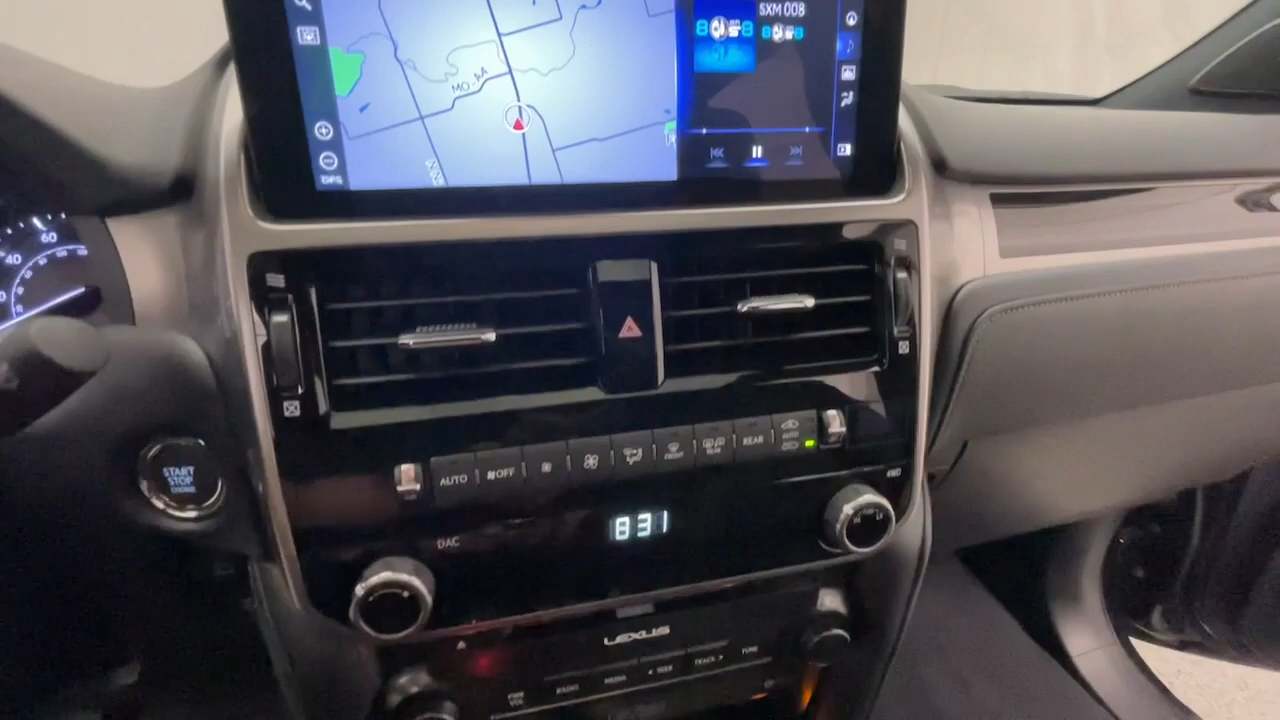 SXM 008
MO-AA
60
40
START
STOP
ENGINE
AUTO
OFF
FRONT
REAR
REAR
AUTO
4WD
DAC
831
LEXUS
PWR
VOL
RADIO
MEDIA
< SEEK
TRACK >
TUNE